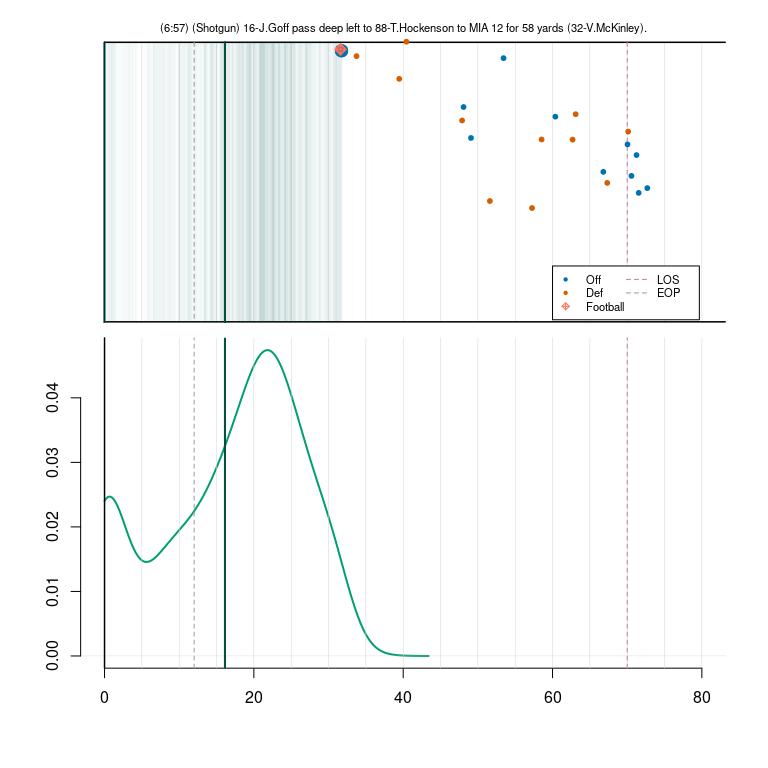 (6:57) (Shotgun) 16-J.Goff pass deep left to 88-T.Hockenson to MIA 12 for 58 yards (32-V.McKinley).
Off LOS
Def EOP
Football
0.04
0.03
0.02
0.01
0.00
0 20 40 60 80